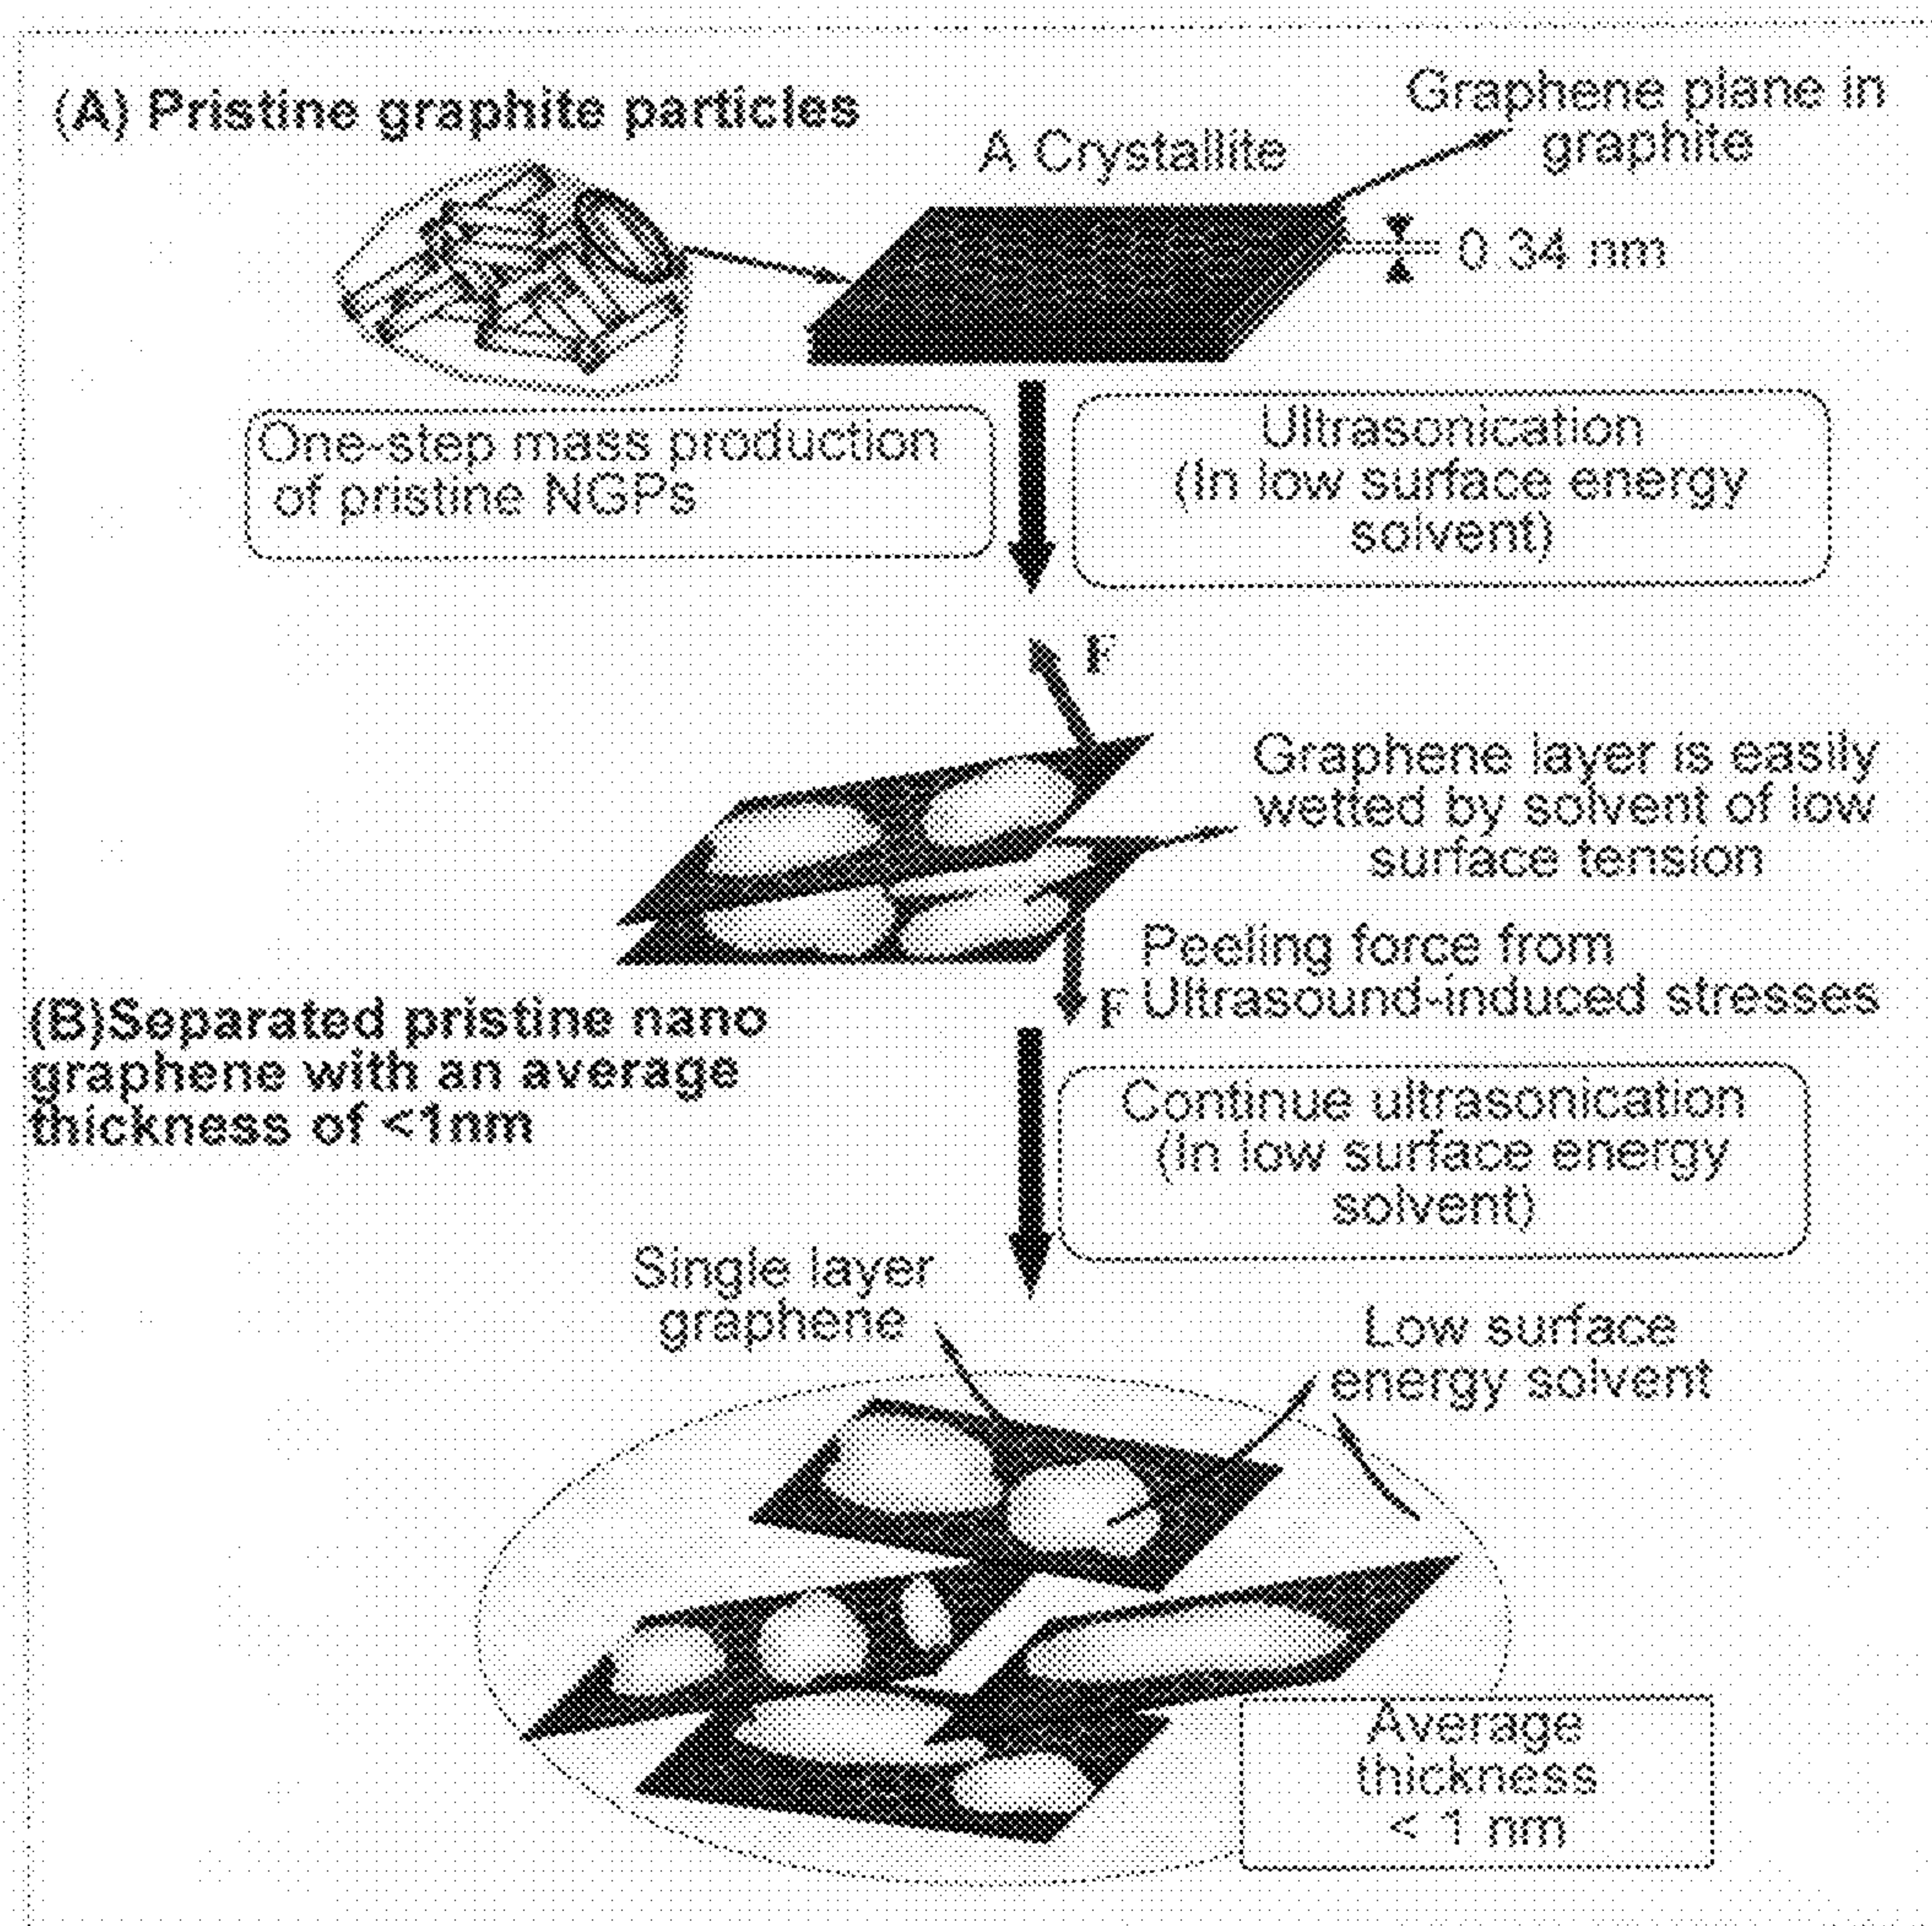 (A) Pristine graphite particles
A Crystallite
Graphene plane in
graphite
0.34 nm
One-step mass production
of pristine NGPs
Ultrasonication
(In low surface energy
solvent)
F
Graphene layer is easily
wetted by solvent of low
surface tension
Peeling force from
F Ultrasound-induced stresses
(B)Separated pristine nano
graphene with an average
thickness of <1nm
Continue ultrasonication
(In low surface energy
solvent)
Single layer
graphene
Low surface
energy solvent
Average
thickness
< 1 nm